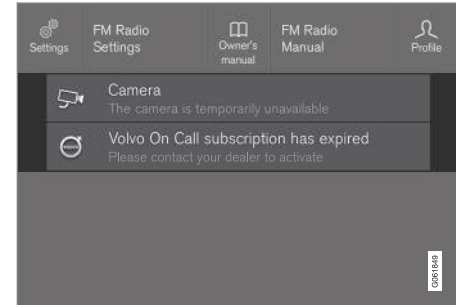 Settings
FM Radio Settings
Owner's manual
FM Radio Manual
Profile
Camera
The camera is temporarily unavailable
Volvo On Call subscription has expired
Please contact your dealer to activate
G061849